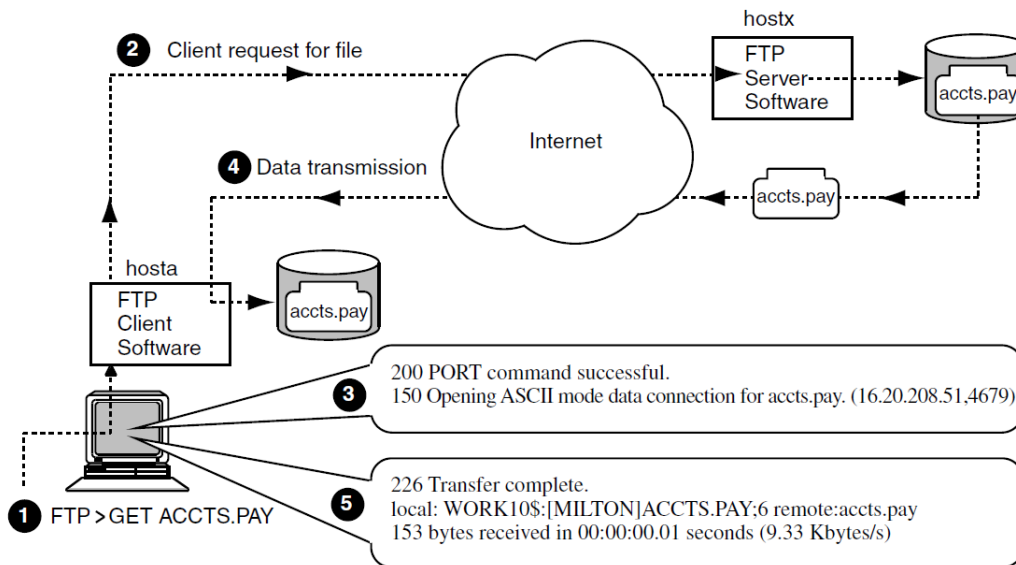 hostx
2 Client request for file
FTP
Server
Software
accts.pay
Internet
4 Data transmission
accts.pay
hosta
FTP
Client
Software
accts.pay
3
200 PORT command successful.
150 Opening ASCII mode data connection for accts.pay. (16.20.208.51,4679)
5
226 Transfer complete.
local: WORK10$:[MILTON]ACCTS.PAY;6 remote:accts.pay
153 bytes received in 00:00:00.01 seconds (9.33 Kbytes/s)
1 FTP>GET ACCTS.PAY